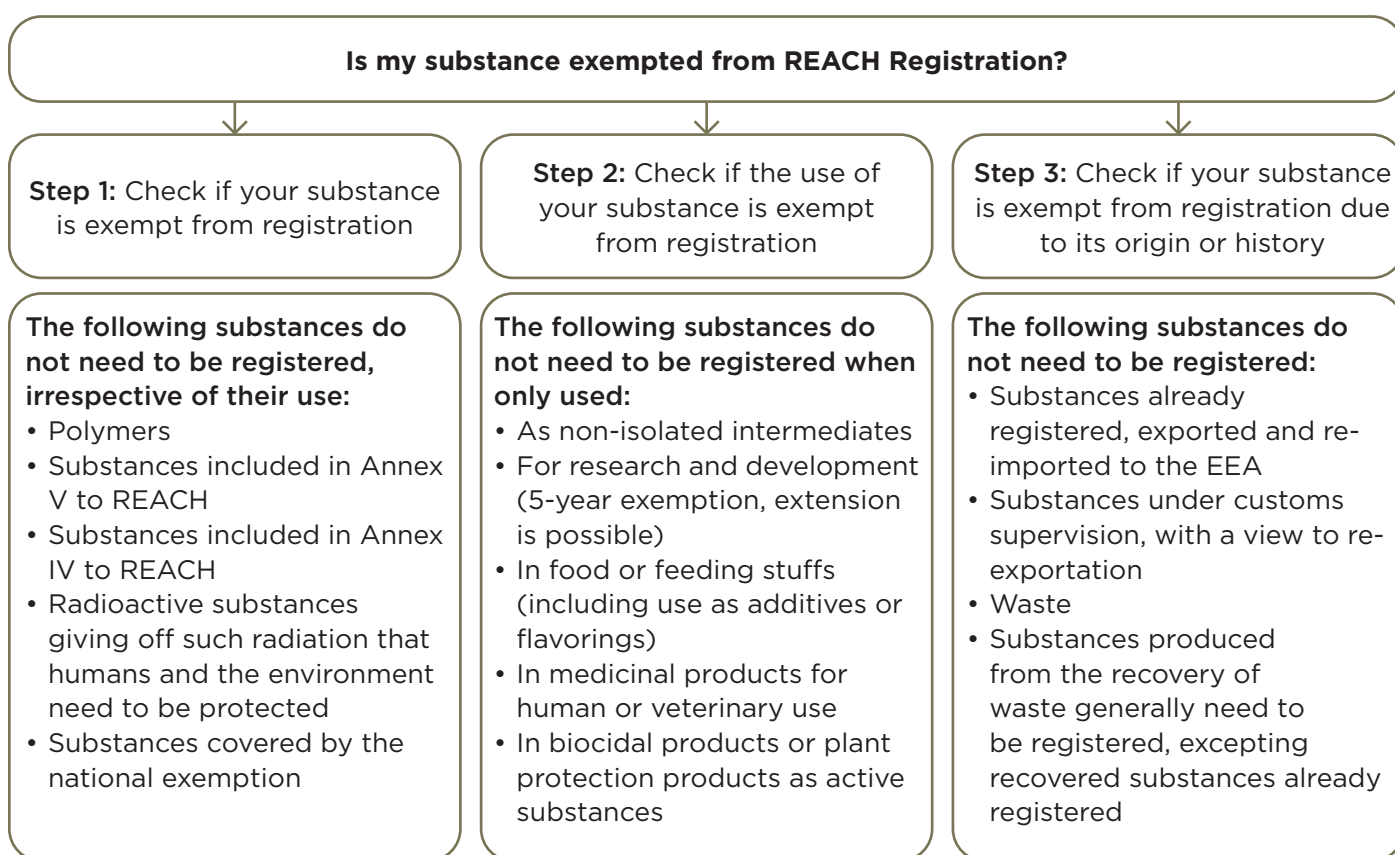 Is my substance exempted from REACH Registration?
Step 1: Check if your substance
is exempt from registration
Step 2: Check if the use of
your substance is exempt
from registration
Step 3: Check if your substance
is exempt from registration due
to its origin or history
The following substances do
not need to be registered,
irrespective of their use:
• Polymers
• Substances included in Annex
V to REACH
• Substances included in Annex
IV to REACH
• Radioactive substances
giving off such radiation that
humans and the environment
need to be protected
• Substances covered by the
national exemption
The following substances do
not need to be registered when
only used:
• As non-isolated intermediates
• For research and development
(5-year exemption, extension
is possible)
• In food or feeding stuffs
(including use as additives or
flavorings)
• In medicinal products for
human or veterinary use
• In biocidal products or plant
protection products as active
substances
The following substances do
not need to be registered:
• Substances already
registered, exported and re-
imported to the EEA
• Substances under customs
supervision, with a view to re-
exportation
• Waste
• Substances produced
from the recovery of
waste generally need to
be registered, excepting
recovered substances already
registered